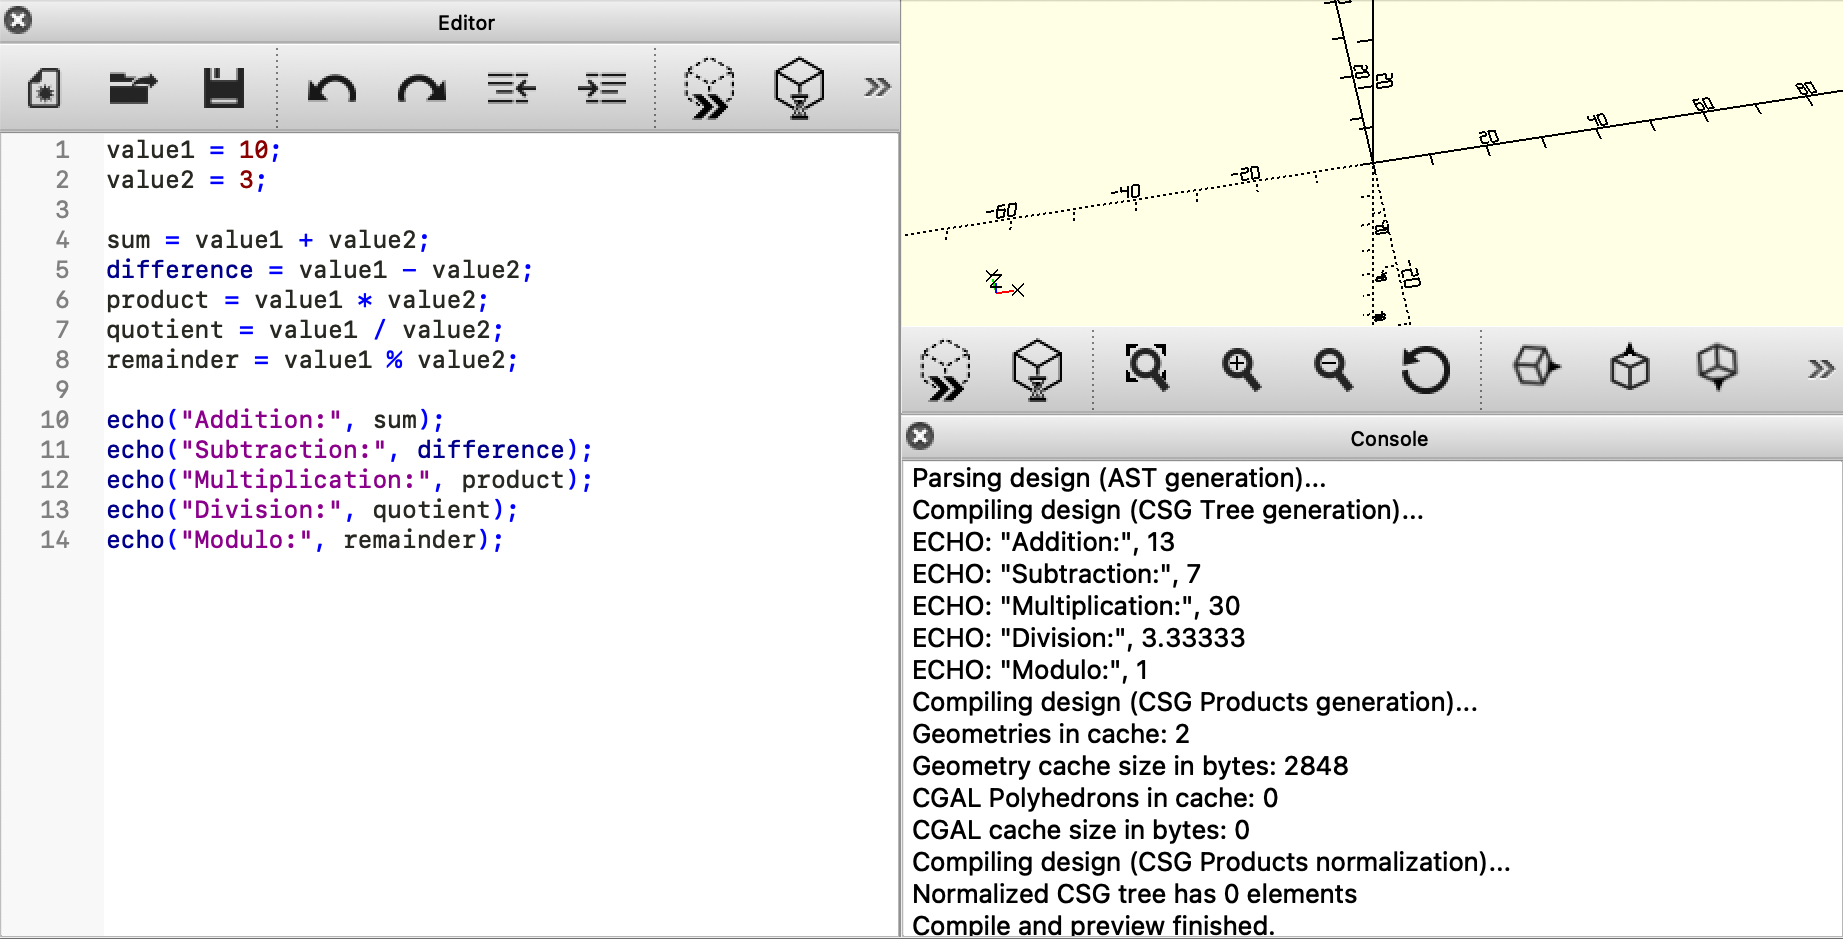 Editor
1 value1 = 10;
2 value2 = 3;
3
4 sum = value1 + value2;
5 difference = value1 - value2;
6 product = value1 * value2;
7 quotient = value1 / value2;
8 remainder = value1 % value2;
9
10 echo("Addition:", sum);
11 echo("Subtraction:", difference);
12 echo("Multiplication:", product);
13 echo("Division:", quotient);
14 echo("Modulo:", remainder);
20 20
-60 -40 -20 20 40 60 80
-20
Z
Y
X
Console
Parsing design (AST generation)...
Compiling design (CSG Tree generation)...
ECHO: "Addition:", 13
ECHO: "Subtraction:", 7
ECHO: "Multiplication:", 30
ECHO: "Division:", 3.33333
ECHO: "Modulo:", 1
Compiling design (CSG Products generation)...
Geometries in cache: 2
Geometry cache size in bytes: 2848
CGAL Polyhedrons in cache: 0
CGAL cache size in bytes: 0
Compiling design (CSG Products normalization)...
Normalized CSG tree has 0 elements
Compile and preview finished.